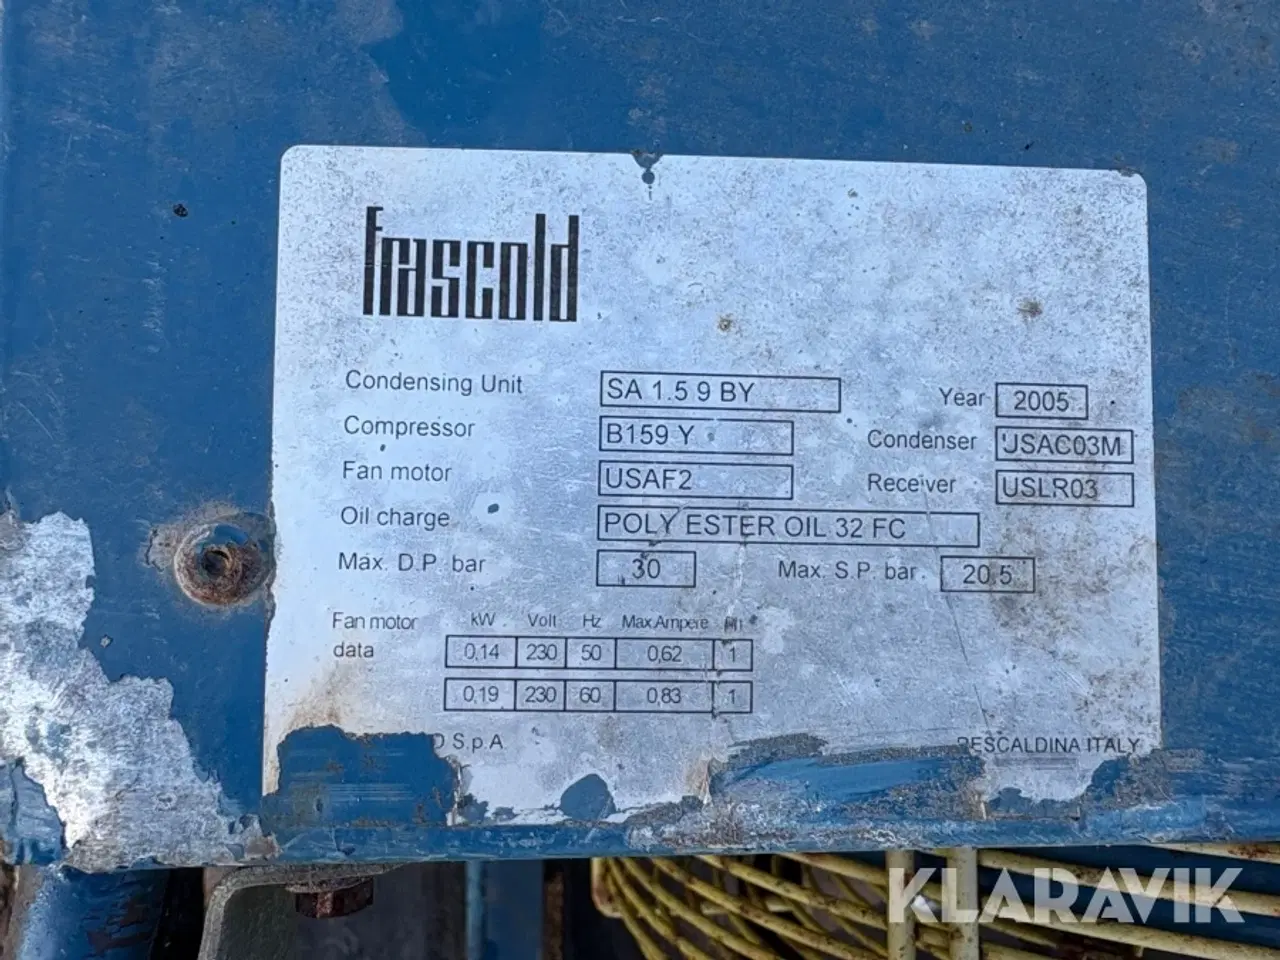 frascold
Condensing Unit SA 1.5 9 BY Year 2005
Compressor B159 Y Condenser USAC03M
Fan motor USAF2 Receiver USLR03
Oil charge POLY ESTER OIL 32 FC
Max. D.P. bar 30 Max. S.P. bar 20.5
Fan motor data kW Volt Hz Max Ampere PH
0,14 230 50 0,62 1
0,19 230 60 0,83 1
D S.p.A. RESCALDINA ITALY
KLARAVIK